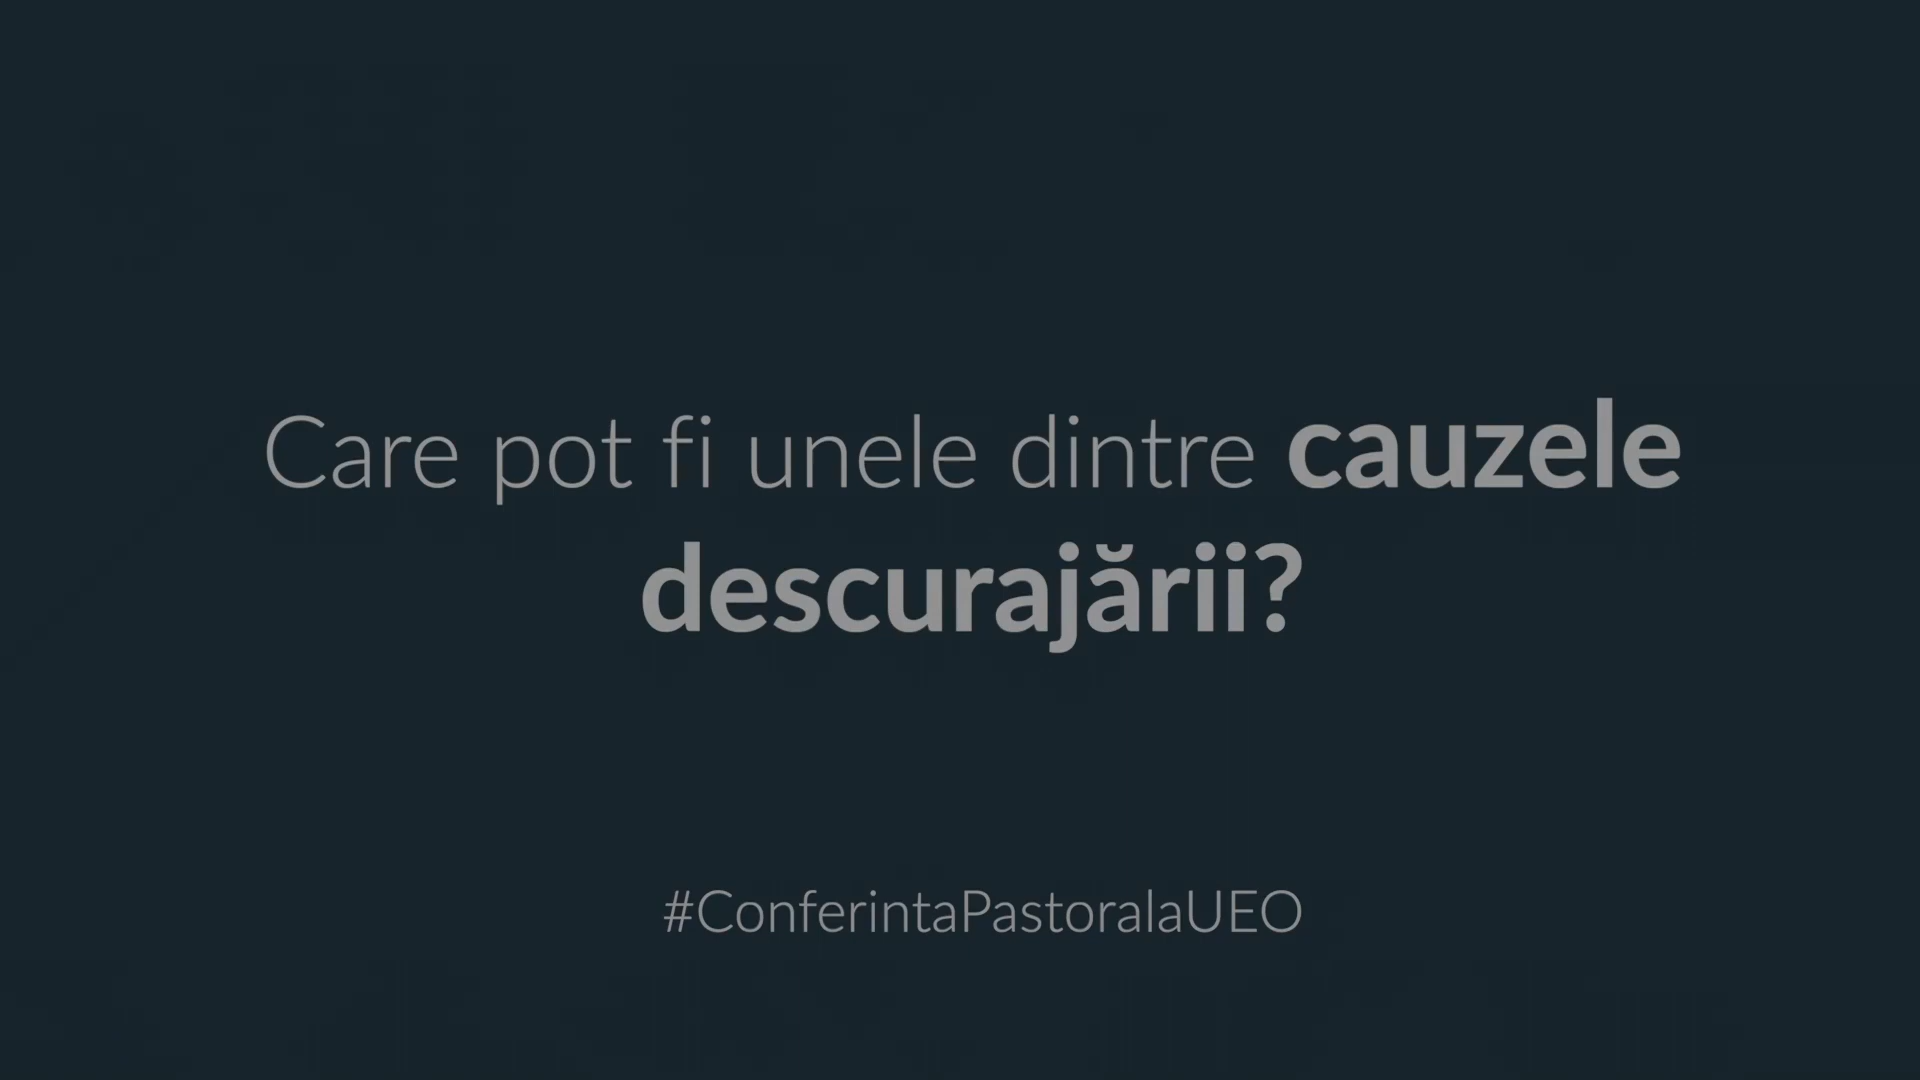 Care pot fi unele dintre cauzele
descurajării?
#ConferintaPastoralaUEO